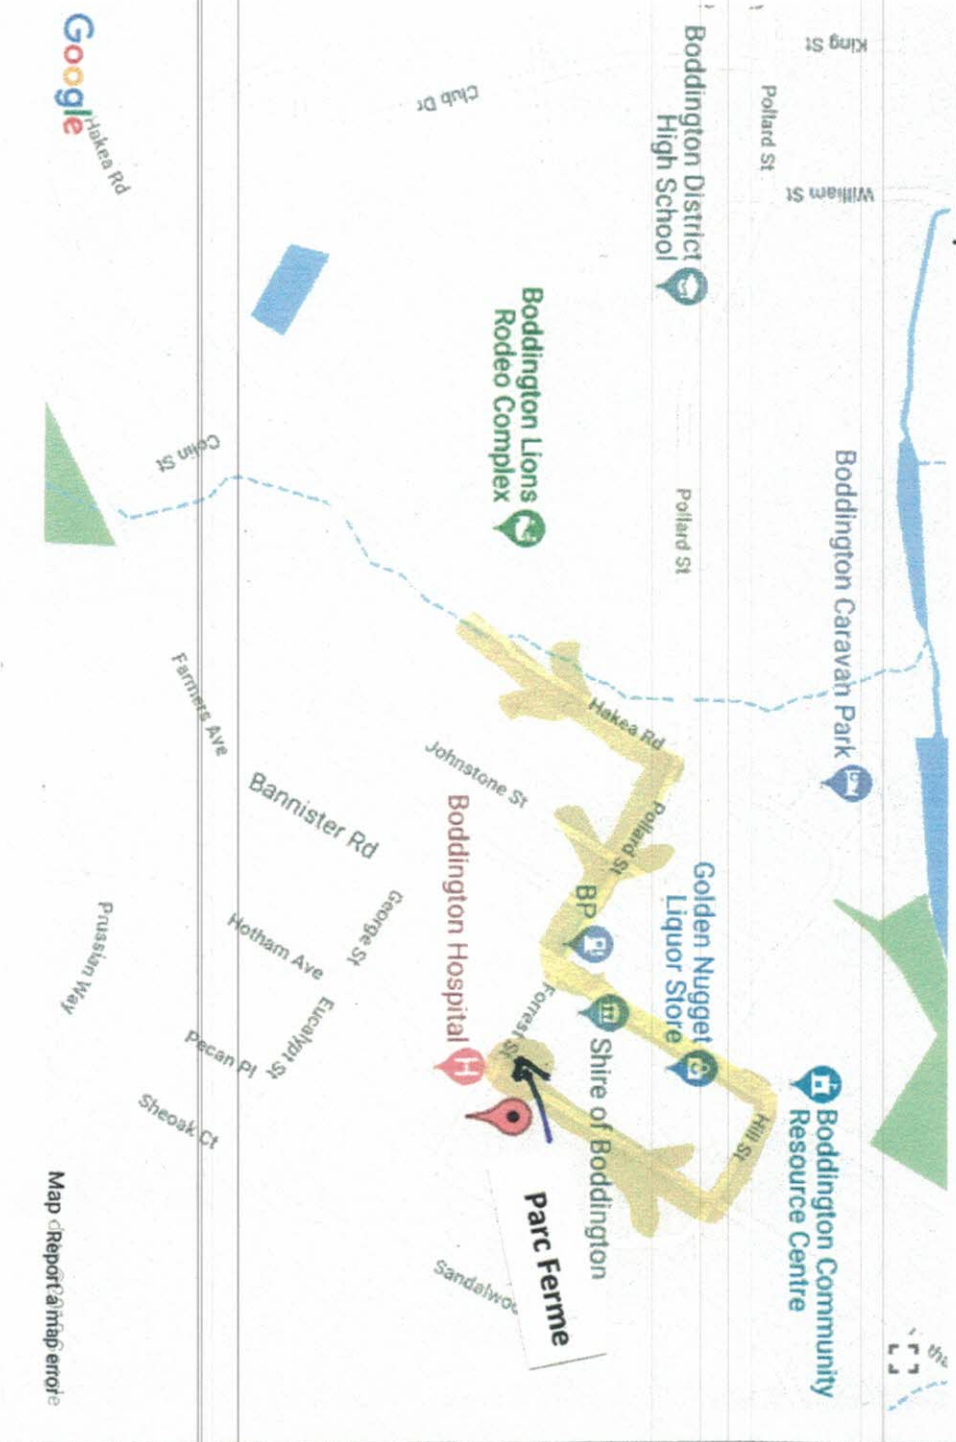 King St
William St
Boddington Caravan Park
Boddington Community
Resource Centre
Pollard St
Hill St
Boddington District
High School
Golden Nugget
Liquor Store
Pollard St
Pollard St
Hakea Rd
BP
Shire of Boddington
Boddington Lions
Rodeo Complex
Forrest St
Parc Ferme
Club Dr
Johnstone St
Boddington Hospital
George St
Bannister Rd
Eucalypt St
Hotham Ave
Pecan Pl
Colin St
Farmers Ave
Sheoak Ct
Prussian Way
Hakea Rd
Google
Map
Report a map error